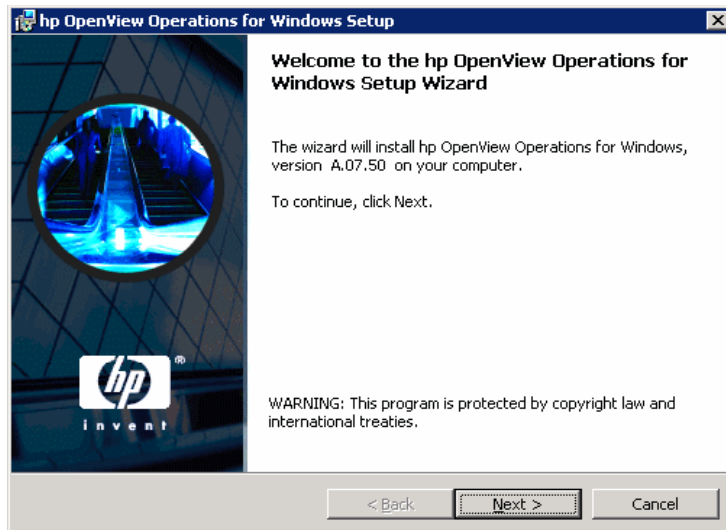 hp OpenView Operations for Windows Setup
Welcome to the hp OpenView Operations for
Windows Setup Wizard
The wizard will install hp OpenView Operations for Windows,
version A.07.50 on your computer.
To continue, click Next.
hp ®
invent
WARNING: This program is protected by copyright law and
international treaties.
< Back
Next >
Cancel